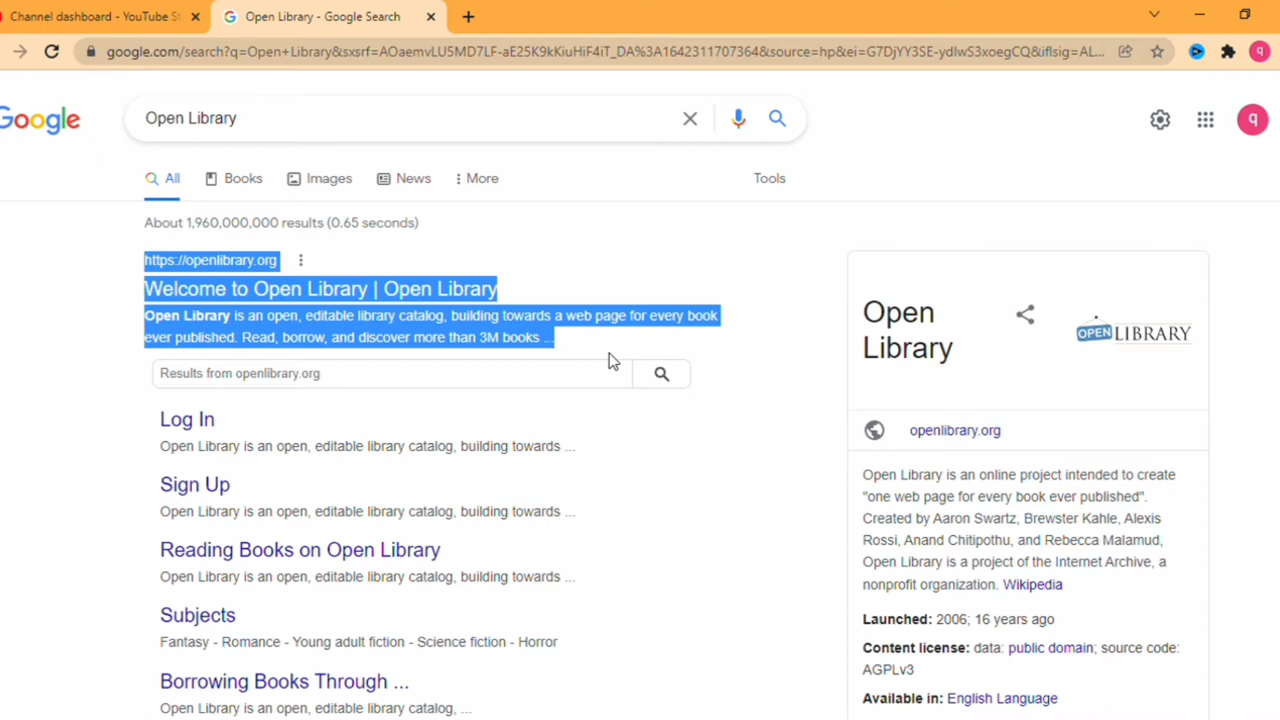 Channel dashboard - YouTube St
Open Library - Google Search
google.com/search?q=Open+Library&sxsrf=AOaemvLU5MD7LF-aE25K9kKiuHiF4iT_DA%3A1642311707364&source=hp&ei=G7DjYY3SE-ydlwS3xoegCQ&iflsig=AL...
q
Google
Open Library
q
All
Books
Images
News
More
Tools
About 1,960,000,000 results (0.65 seconds)
https://openlibrary.org
Welcome to Open Library | Open Library
Open Library is an open, editable library catalog, building towards a web page for every book
ever published. Read, borrow, and discover more than 3M books ...
Results from openlibrary.org
Log In
Open Library is an open, editable library catalog, building towards ...
Sign Up
Open Library is an open, editable library catalog, building towards ...
Reading Books on Open Library
Open Library is an open, editable library catalog, building towards ...
Subjects
Fantasy - Romance - Young adult fiction - Science fiction - Horror
Borrowing Books Through ...
Open Library is an open, editable library catalog, ...
Open
Library
OPEN LIBRARY
openlibrary.org
Open Library is an online project intended to create
"one web page for every book ever published".
Created by Aaron Swartz, Brewster Kahle, Alexis
Rossi, Anand Chitipothu, and Rebecca Malamud,
Open Library is a project of the Internet Archive, a
nonprofit organization. Wikipedia
Launched: 2006; 16 years ago
Content license: data: public domain; source code:
AGPLv3
Available in: English Language